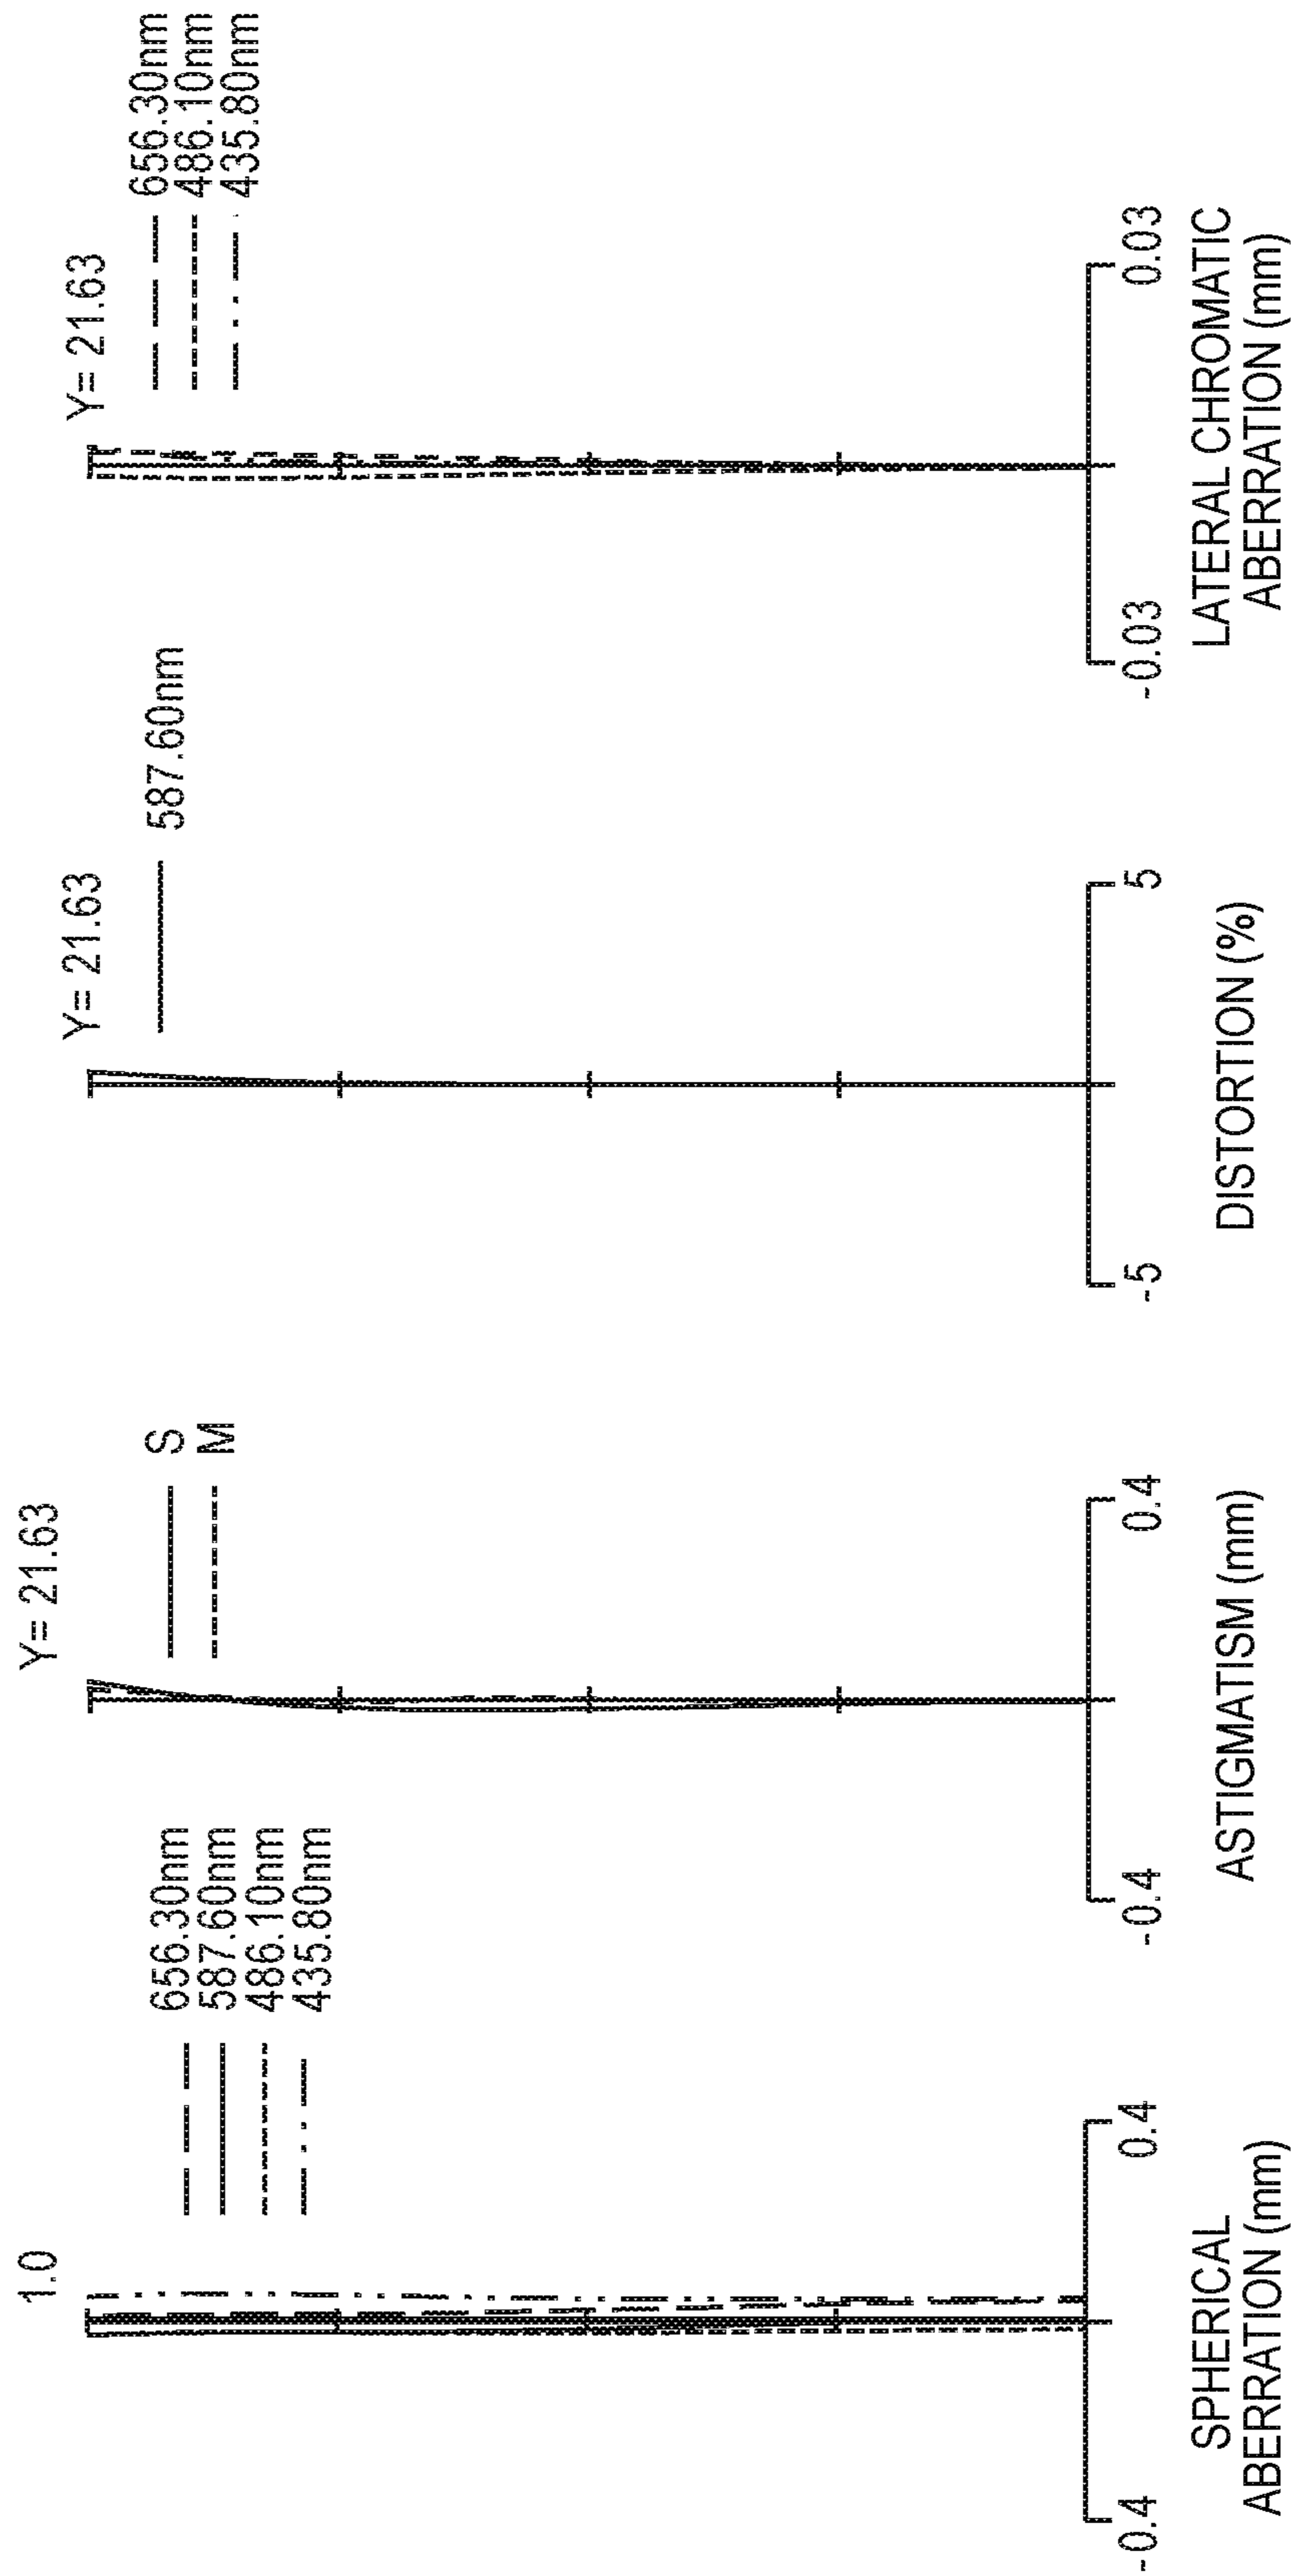 1.0
656.30nm
587.60nm
486.10nm
435.80nm
-0.4
0.4
SPHERICAL
ABERRATION (mm)
Y= 21.63
S
M
-0.4
0.4
ASTIGMATISM (mm)
Y= 21.63
587.60nm
-5
5
DISTORTION (%)
Y= 21.63
656.30nm
486.10nm
435.80nm
-0.03
0.03
LATERAL CHROMATIC
ABERRATION (mm)